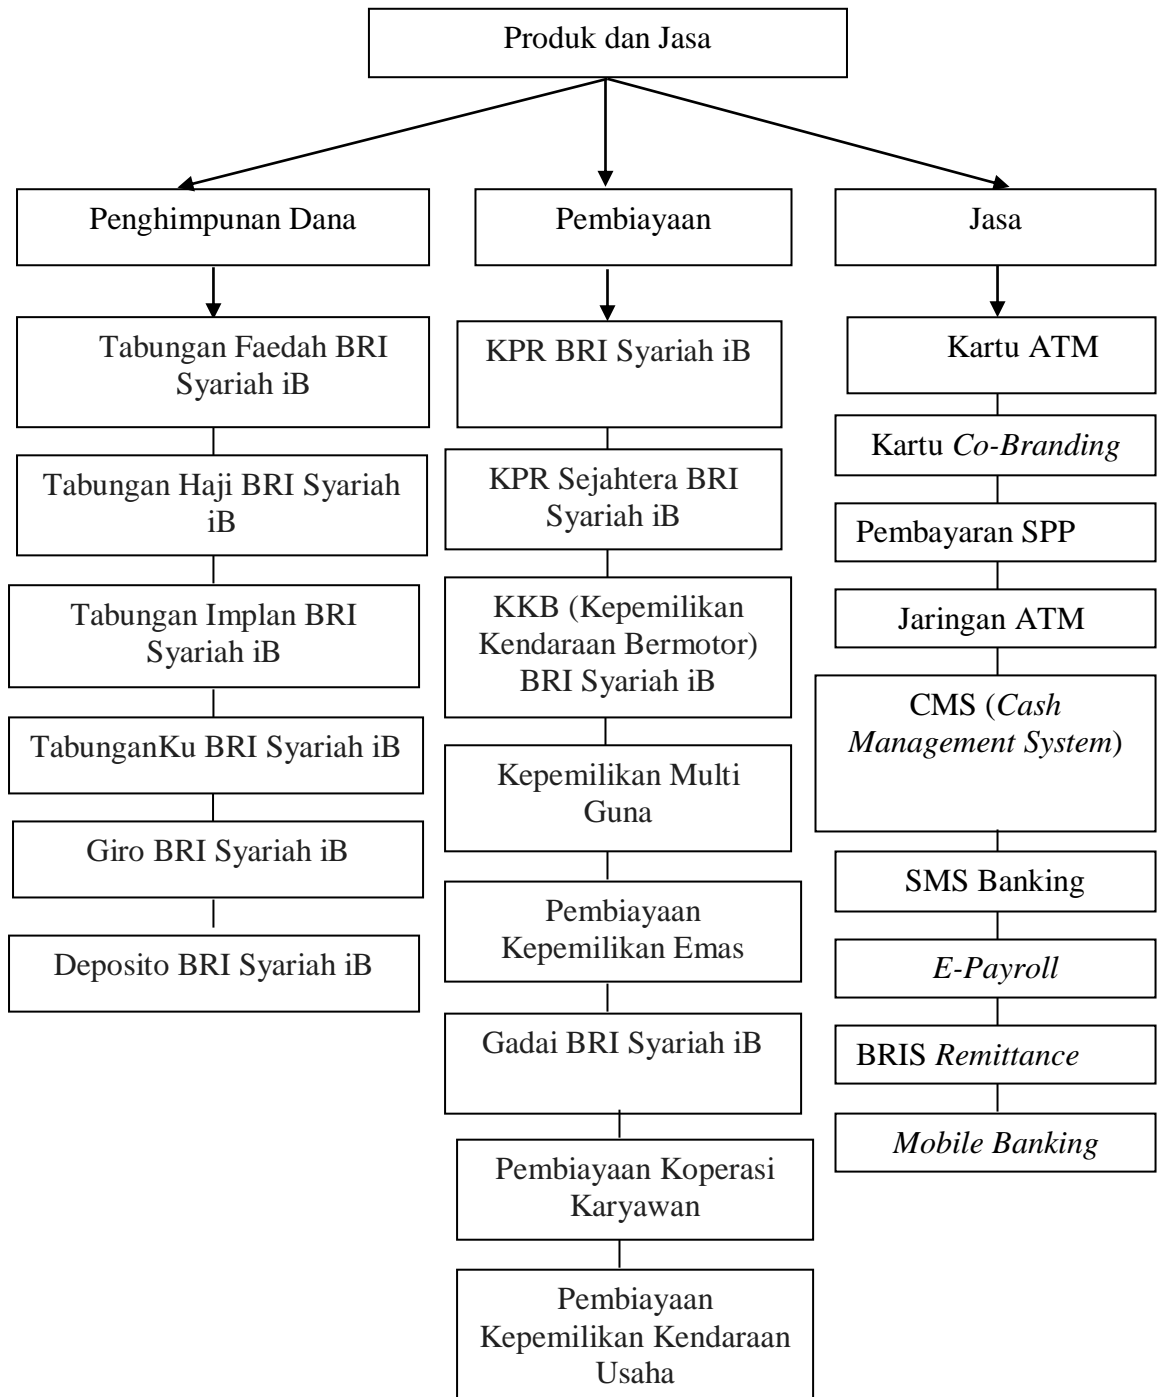 Produk dan Jasa
Penghimpunan Dana
Tabungan Faedah BRI
Syariah iB
Tabungan Haji BRI Syariah
iB
Tabungan Implan BRI
Syariah iB
TabunganKu BRI Syariah iB
Giro BRI Syariah iB
Deposito BRI Syariah iB
Pembiayaan
KPR BRI Syariah iB
KPR Sejahtera BRI
Syariah iB
KKB (Kepemilikan
Kendaraan Bermotor)
BRI Syariah iB
Kepemilikan Multi
Guna
Pembiayaan
Kepemilikan Emas
Gadai BRI Syariah iB
Pembiayaan Koperasi
Karyawan
Pembiayaan
Kepemilikan Kendaraan
Usaha
Jasa
Kartu ATM
Kartu Co-Branding
Pembayaran SPP
Jaringan ATM
CMS (Cash
Management System)
SMS Banking
E-Payroll
BRIS Remittance
Mobile Banking